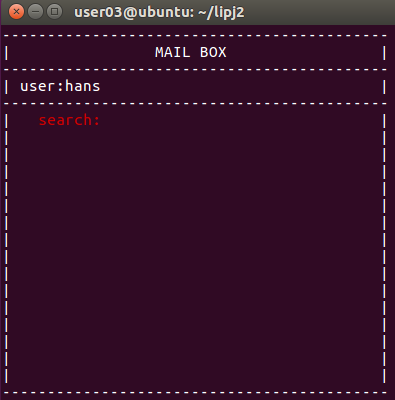 user03@ubuntu: ~/lipj2
MAIL BOX
user:hans
search: